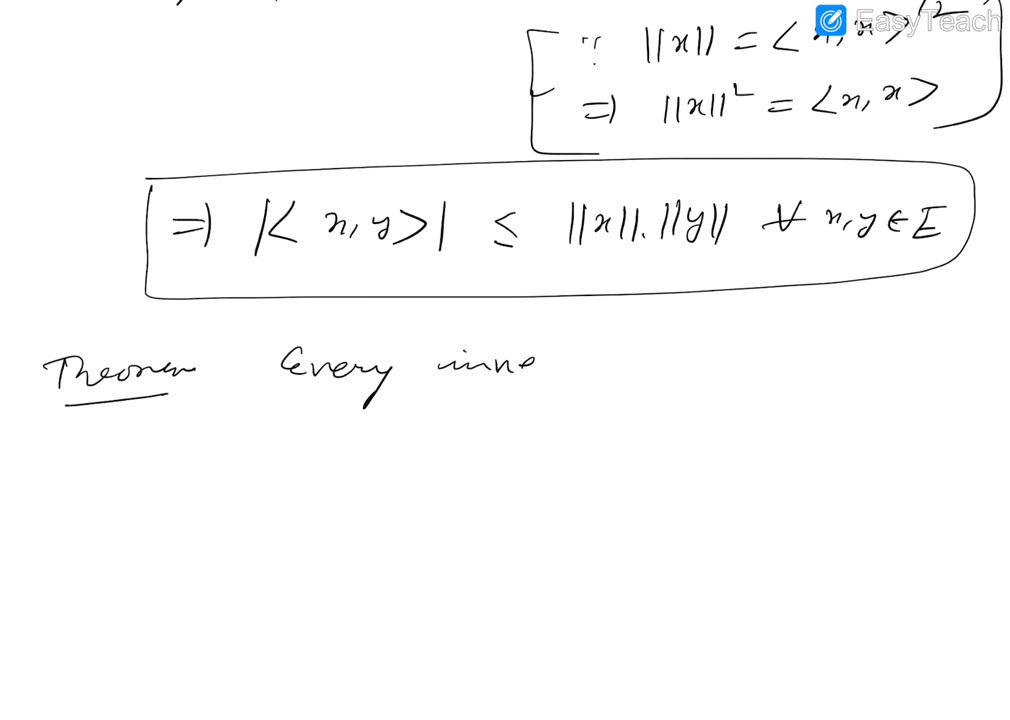 EasyTeach
∵ ||x|| = <x, x>^1/2
=> ||x||² = <x, x>
=> |<x, y>| ≤ ||x||.||y|| ∀ x, y ∈ E
Theorem Every inne